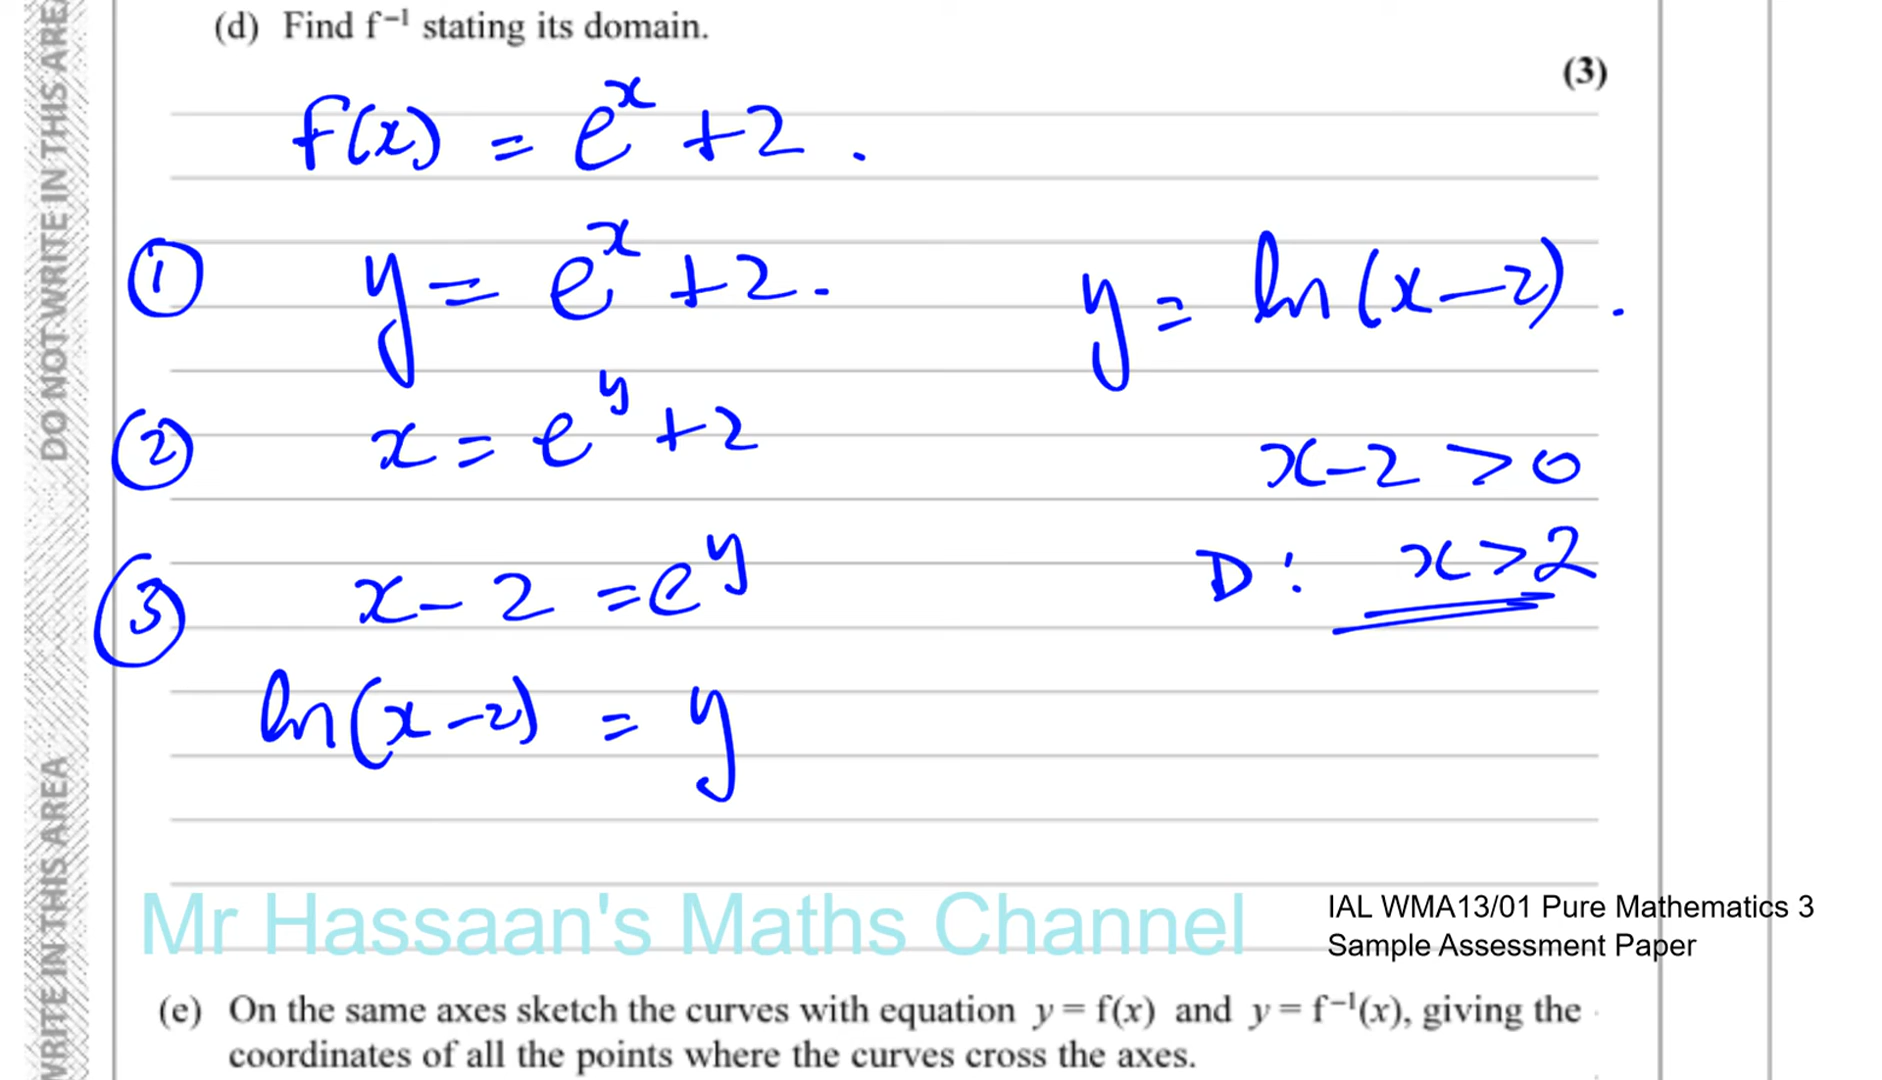 (d) Find f⁻¹ stating its domain.
(3)
f(x) = eˣ + 2.
① y = eˣ + 2.
② x = eʸ + 2
③ x - 2 = eʸ
ln(x-2) = y
y = ln(x-2).
x-2 > 0
D: x > 2
Mr Hassaan's Maths Channel
IAL WMA13/01 Pure Mathematics 3
Sample Assessment Paper
(e) On the same axes sketch the curves with equation y = f(x) and y = f⁻¹(x), giving the
coordinates of all the points where the curves cross the axes.
DO NOT WRITE IN THIS AREA
WRITE IN THIS AREA